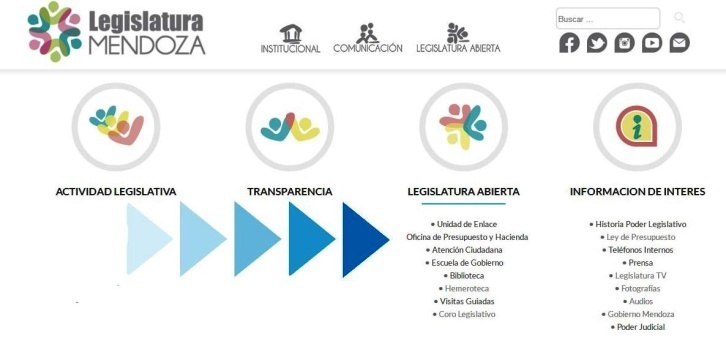 Legislatura
MENDOZA
INSTITUCIONAL
COMUNICACIÓN
LEGISLATURA ABIERTA
Buscar ...
ACTIVIDAD LEGISLATIVA
TRANSPARENCIA
LEGISLATURA ABIERTA
• Unidad de Enlace
Oficina de Presupuesto y Hacienda
• Atención Ciudadana
• Escuela de Gobierno
• Biblioteca
• Hemeroteca
• Visitas Guiadas
• Coro Legislativo
INFORMACION DE INTERES
• Historia Poder Legislativo
• Ley de Presupuesto
• Teléfonos Internos
• Prensa
• Legislatura TV
• Fotografías
• Audios
• Gobierno Mendoza
• Poder Judicial